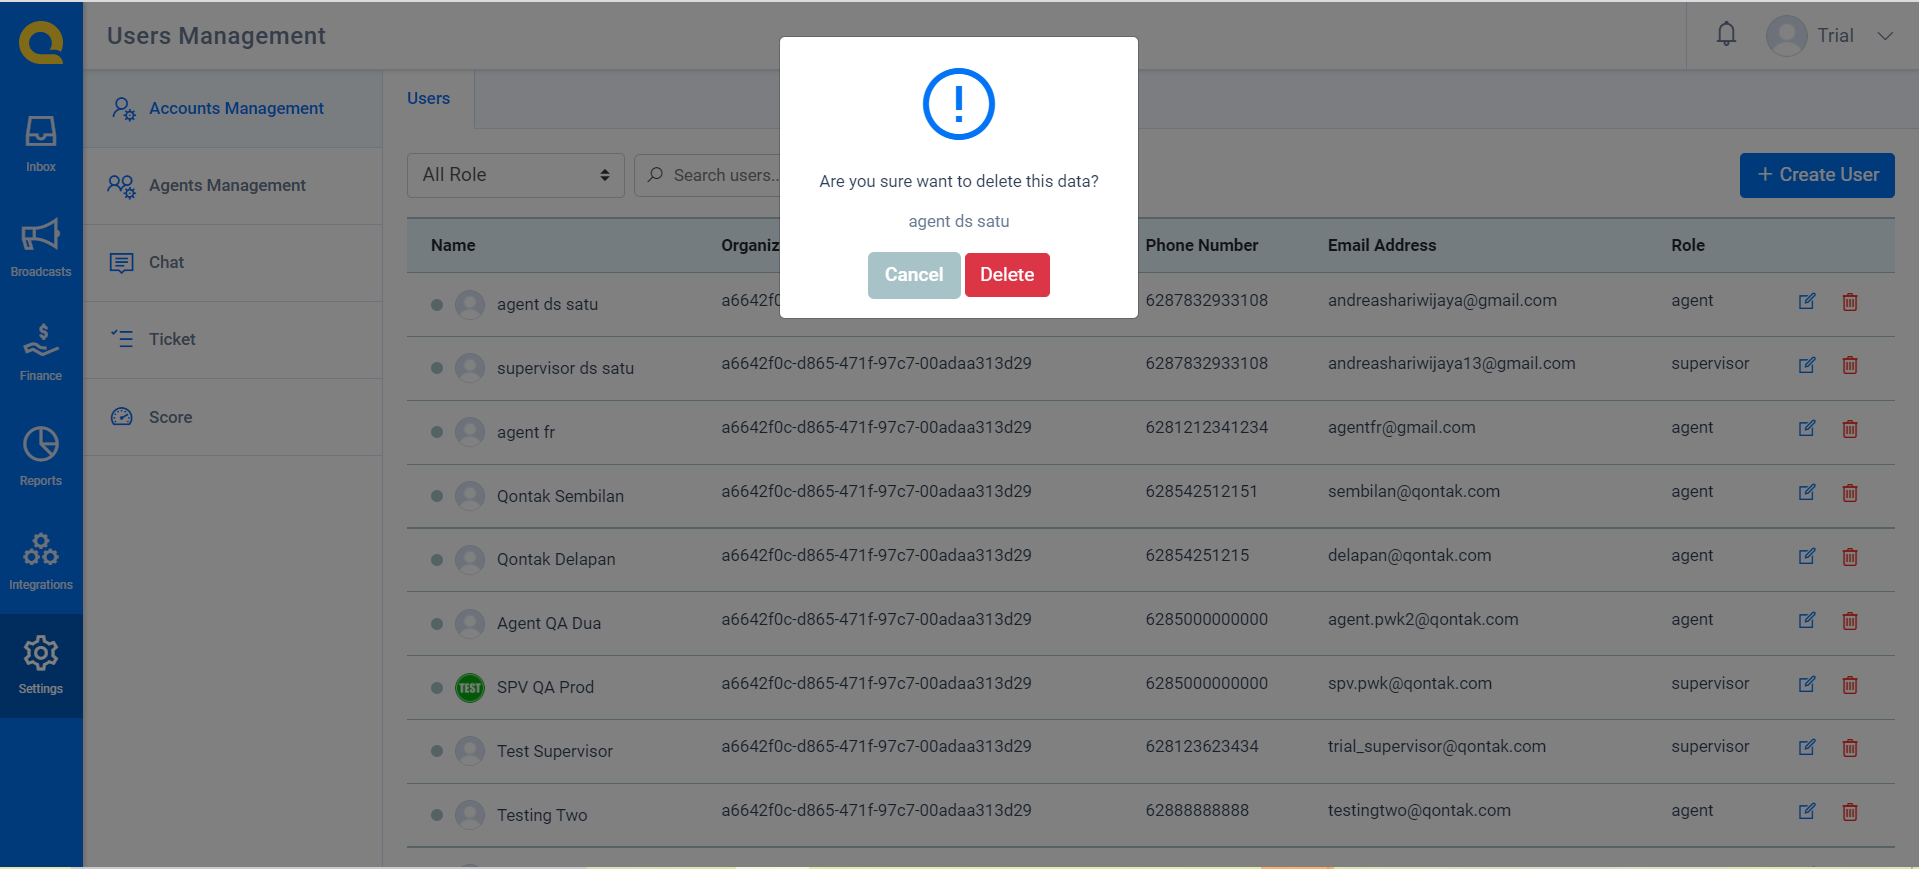 Users Management
Trial
Inbox
Broadcasts
Finance
Reports
Integrations
Settings
Accounts Management
Agents Management
Chat
Ticket
Score
Users
All Role
Search users..
+ Create User
Are you sure want to delete this data?
agent ds satu
Cancel Delete
Name Organiz Phone Number Email Address Role
agent ds satu a6642f0 6287832933108 andreashariwijaya@gmail.com agent
supervisor ds satu a6642f0c-d865-471f-97c7-00adaa313d29 6287832933108 andreashariwijaya13@gmail.com supervisor
agent fr a6642f0c-d865-471f-97c7-00adaa313d29 6281212341234 agentfr@gmail.com agent
Qontak Sembilan a6642f0c-d865-471f-97c7-00adaa313d29 628542512151 sembilan@qontak.com agent
Qontak Delapan a6642f0c-d865-471f-97c7-00adaa313d29 62854251215 delapan@qontak.com agent
Agent QA Dua a6642f0c-d865-471f-97c7-00adaa313d29 6285000000000 agent.pwk2@qontak.com agent
TEST SPV QA Prod a6642f0c-d865-471f-97c7-00adaa313d29 6285000000000 spv.pwk@qontak.com supervisor
Test Supervisor a6642f0c-d865-471f-97c7-00adaa313d29 628123623434 trial_supervisor@qontak.com supervisor
Testing Two a6642f0c-d865-471f-97c7-00adaa313d29 62888888888 testingtwo@qontak.com agent